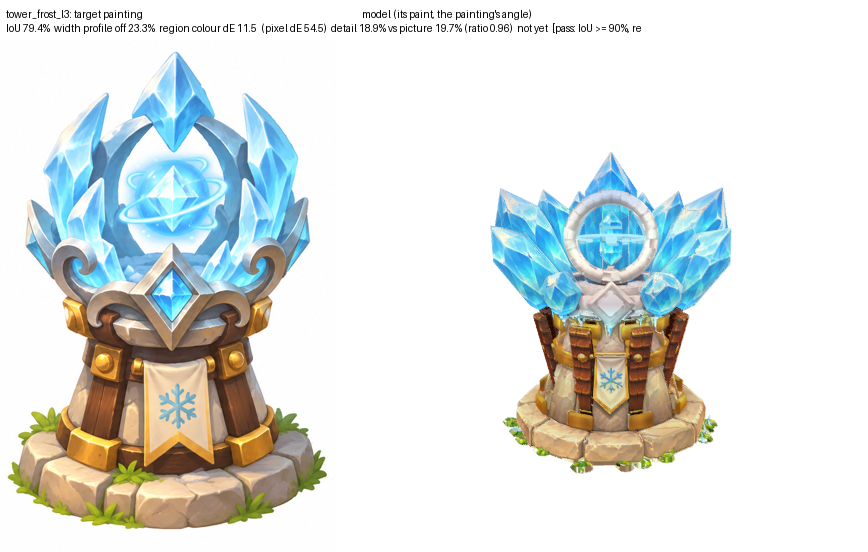 tower_frost_l3: target painting
model (its paint, the painting's angle)
IoU 79.4% width profile off 23.3% region colour dE 11.5 (pixel dE 54.5) detail 18.9% vs picture 19.7% (ratio 0.96) not yet [pass: IoU >= 90%, re